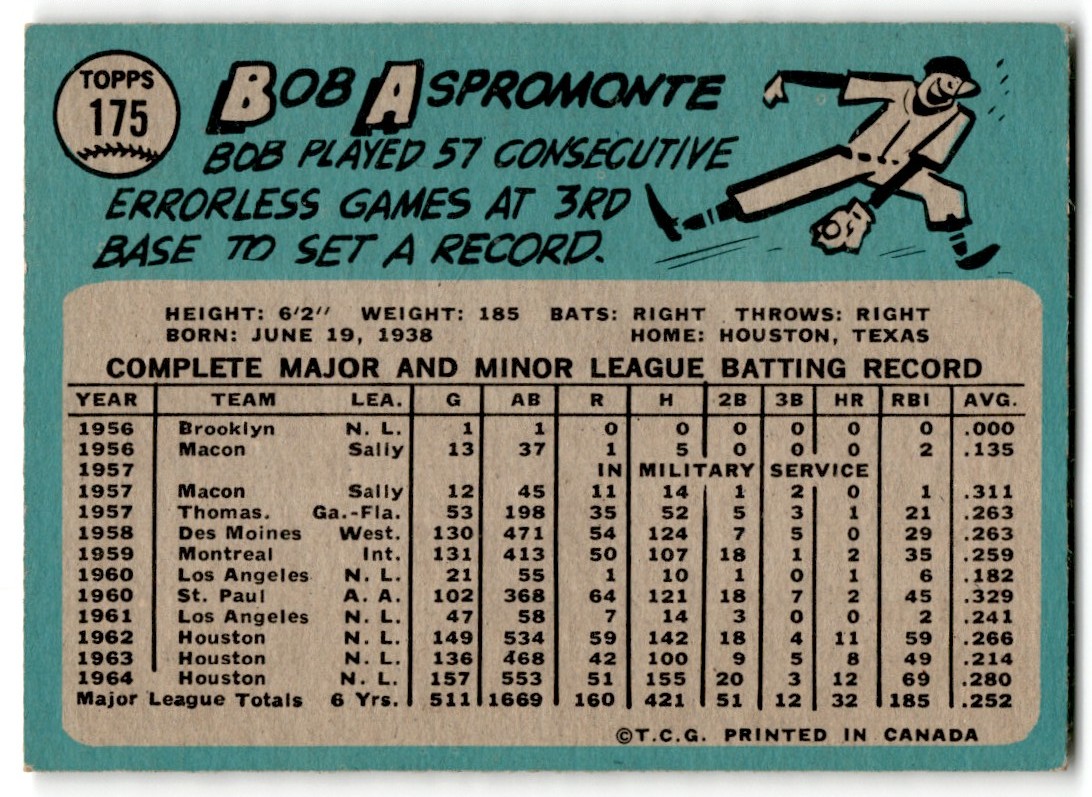 TOPPS
175
BOB ASPROMONTE
BOB PLAYED 57 CONSECUTIVE
ERRORLESS GAMES AT 3RD
BASE TO SET A RECORD.
HEIGHT: 6'2" WEIGHT: 185 BATS: RIGHT THROWS: RIGHT
BORN: JUNE 19, 1938 HOME: HOUSTON, TEXAS
COMPLETE MAJOR AND MINOR LEAGUE BATTING RECORD
YEAR TEAM LEA. G AB R H 2B 3B HR RBI AVG.
1956 Brooklyn N. L. 1 1 0 0 0 0 0 0 .000
1956 Macon Sally 13 37 1 5 0 0 0 2 .135
1957 IN MILITARY SERVICE
1957 Macon Sally 12 45 11 14 1 2 0 1 .311
1957 Thomas. Ga.-Fla. 53 198 35 52 5 3 1 21 .263
1958 Des Moines West. 130 471 54 124 7 5 0 29 .263
1959 Montreal Int. 131 413 50 107 18 1 2 35 .259
1960 Los Angeles N. L. 21 55 1 10 1 0 1 6 .182
1960 St. Paul A. A. 102 368 64 121 18 7 2 45 .329
1961 Los Angeles N. L. 47 58 7 14 3 0 0 2 .241
1962 Houston N. L. 149 534 59 142 18 4 11 59 .266
1963 Houston N. L. 136 468 42 100 9 5 8 49 .214
1964 Houston N. L. 157 553 51 155 20 3 12 69 .280
Major League Totals 6 Yrs. 511 1669 160 421 51 12 32 185 .252
©T.C.G. PRINTED IN CANADA